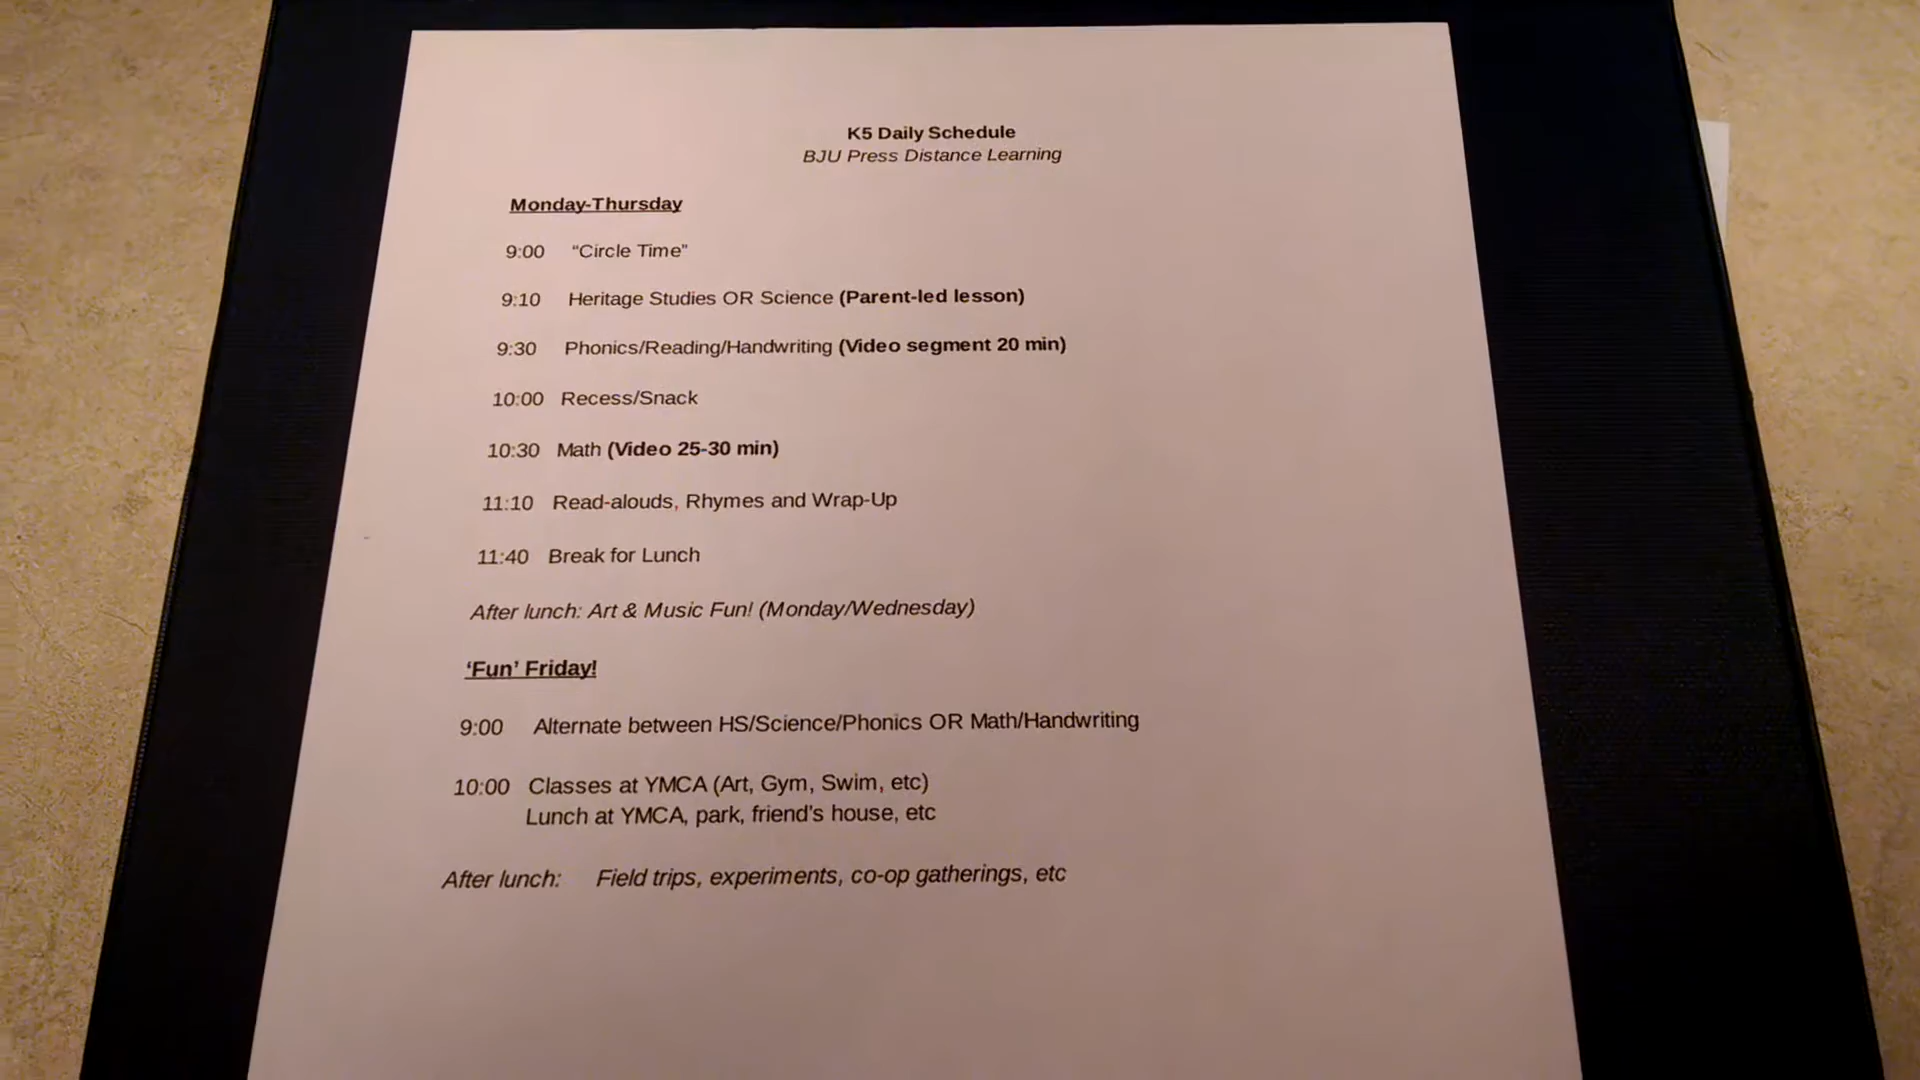 K5 Daily Schedule
BJU Press Distance Learning
Monday-Thursday
9:00 “Circle Time”
9:10 Heritage Studies OR Science (Parent-led lesson)
9:30 Phonics/Reading/Handwriting (Video segment 20 min)
10:00 Recess/Snack
10:30 Math (Video 25-30 min)
11:10 Read-alouds, Rhymes and Wrap-Up
11:40 Break for Lunch
After lunch: Art & Music Fun! (Monday/Wednesday)
‘Fun’ Friday!
9:00 Alternate between HS/Science/Phonics OR Math/Handwriting
10:00 Classes at YMCA (Art, Gym, Swim, etc)
Lunch at YMCA, park, friend's house, etc
After lunch: Field trips, experiments, co-op gatherings, etc